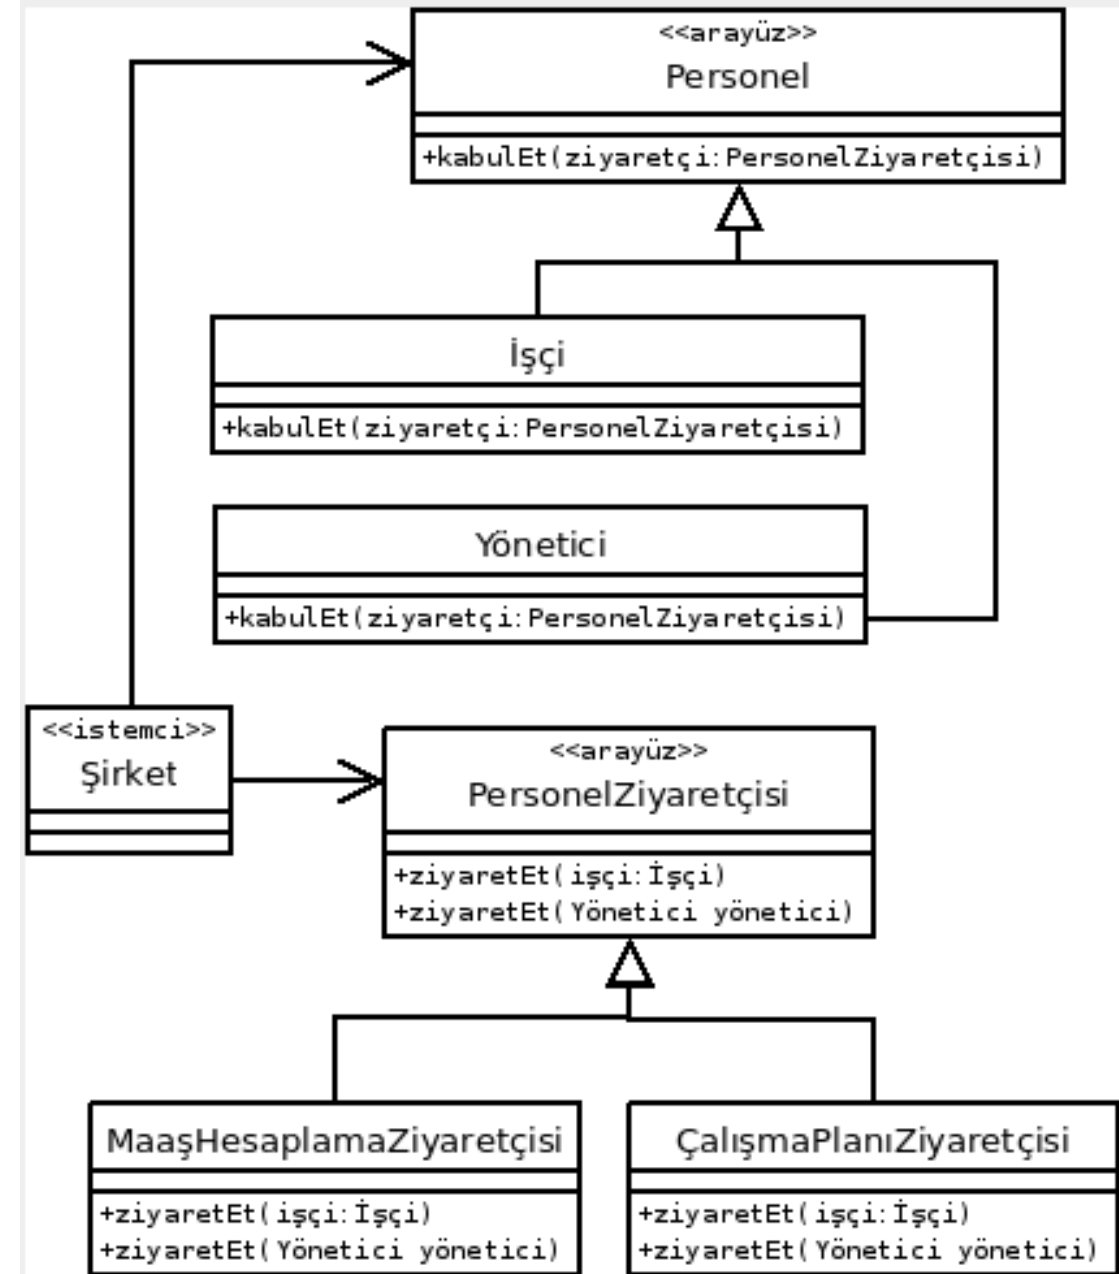 <<arayüz>>
Personel
+kabulEt(ziyaretçi:PersonelZiyaretçisi)
İşçi
+kabulEt(ziyaretçi:PersonelZiyaretçisi)
Yönetici
+kabulEt(ziyaretçi:PersonelZiyaretçisi)
<<istemci>>
Şirket
<<arayüz>>
PersonelZiyaretçisi
+ziyaretEt(işçi:İşçi)
+ziyaretEt(Yönetici yönetici)
MaaşHesaplamaZiyaretçisi
+ziyaretEt(işçi:İşçi)
+ziyaretEt(Yönetici yönetici)
ÇalışmaPlanıZiyaretçisi
+ziyaretEt(işçi:İşçi)
+ziyaretEt(Yönetici yönetici)